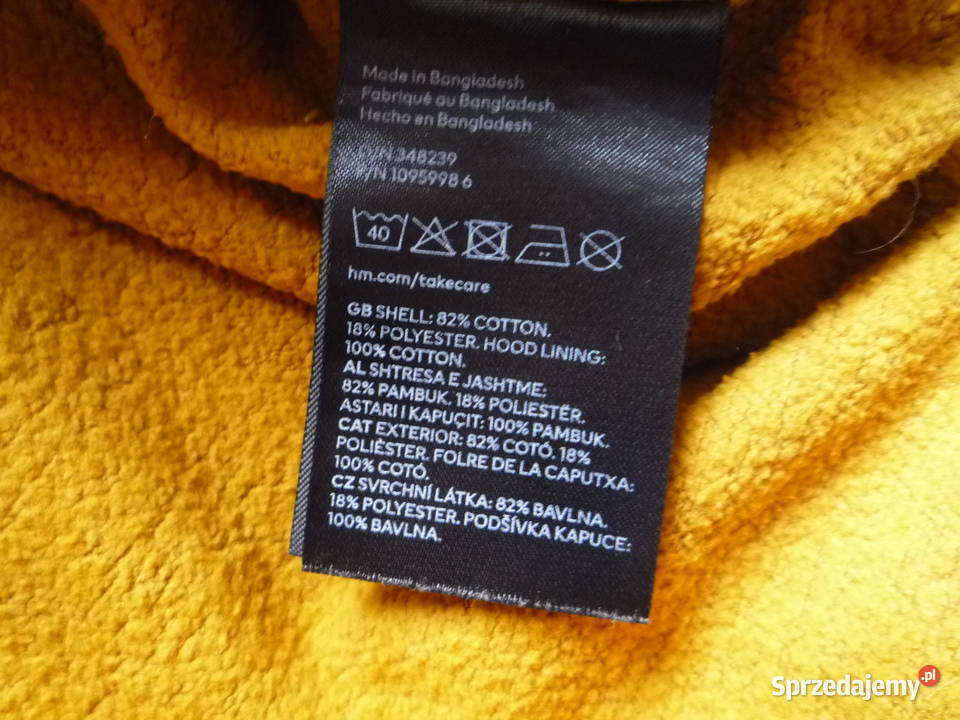 Made in Bangladesh
Fabriqué au Bangladesh
Hecho en Bangladesh
348239
P/N 1095998 6
40
hm.com/takecare
GB SHELL: 82% COTTON.
18% POLYESTER. HOOD LINING:
100% COTTON.
AL SHTRESA E JASHTME:
82% PAMBUK. 18% POLIESTËR.
ASTARI I KAPUÇIT: 100% PAMBUK.
CAT EXTERIOR: 82% COTÓ. 18%
POLIÈSTER. FOLRE DE LA CAPUTXA:
100% COTÓ.
CZ SVRCHNÍ LÁTKA: 82% BAVLNA.
18% POLYESTER. PODŠÍVKA KAPUCE:
100% BAVLNA.
Sprzedajemy.pl